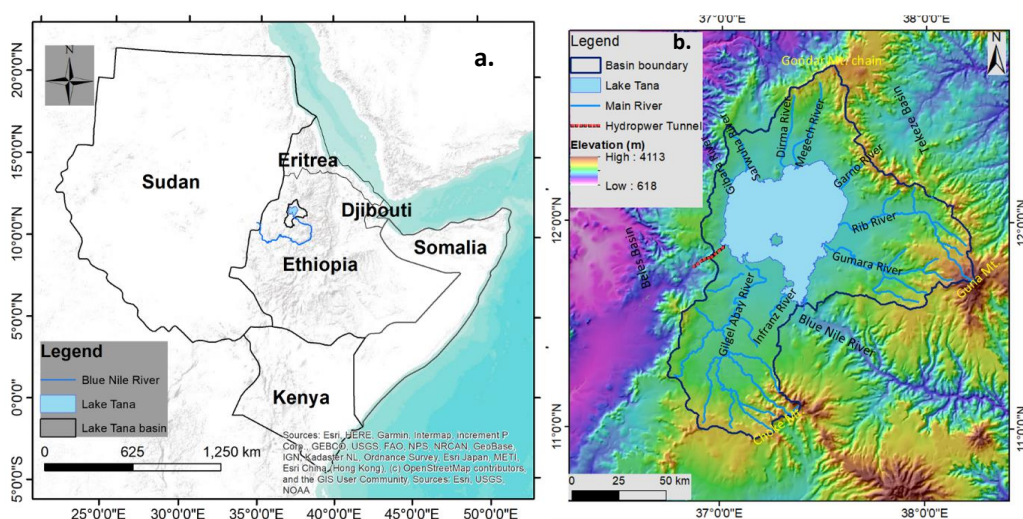 N
a.
20°0'0"N
15°0'0"N
10°0'0"N
5°0'0"N
0°0'0"
5°0'0"S
Eritrea
Sudan
Djibouti
Somalia
Ethiopia
Kenya
Legend
Blue Nile River
Lake Tana
Lake Tana basin
0 625 1,250 km
Sources: Esri, HERE, Garmin, Intermap, increment P
Corp., GEBCO, USGS, FAO, NPS, NRCAN, GeoBase,
IGN, Kadaster NL, Ordnance Survey, Esri Japan, METI,
Esri China (Hong Kong), (c) OpenStreetMap contributors,
and the GIS User Community, Sources: Esri, USGS,
NOAA
25°0'0"E 30°0'0"E 35°0'0"E 40°0'0"E 45°0'0"E 50°0'0"E
37°0'0"E 38°0'0"E
b.
N
Legend
Basin boundary
Lake Tana
Main River
Hydropwer Tunnel
Elevation (m)
High : 4113
Low : 618
12°0'0"N
11°0'0"N
Gondar Mt. chain
Tekeze Basin
Dirma River
Megech River
Sarwuha River
Gibara River
Garno River
Rib River
Gumara River
Guna Mt.
Beles Basin
Gilgel Abay River
Infranz River
Blue Nile River
0 25 50 km
37°0'0"E 38°0'0"E